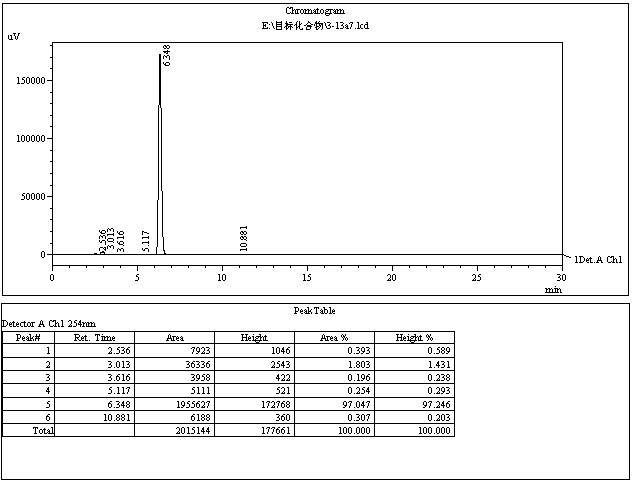 Chromatogram
E:\目标化合物\3-13a7.lcd
uV
150000
100000
50000
0
2.536
3.013
3.616
5.117
6.348
10.881
1Det.A Ch1
0 5 10 15 20 25 30
min
Peak Table
Detector A Ch1 254nm
Peak# Ret. Time Area Height Area % Height %
1 2.536 7923 1046 0.393 0.589
2 3.013 36336 2543 1.803 1.431
3 3.616 3958 422 0.196 0.238
4 5.117 5111 521 0.254 0.293
5 6.348 1955627 172768 97.047 97.246
6 10.881 6188 360 0.307 0.203
Total 2015144 177661 100.000 100.000